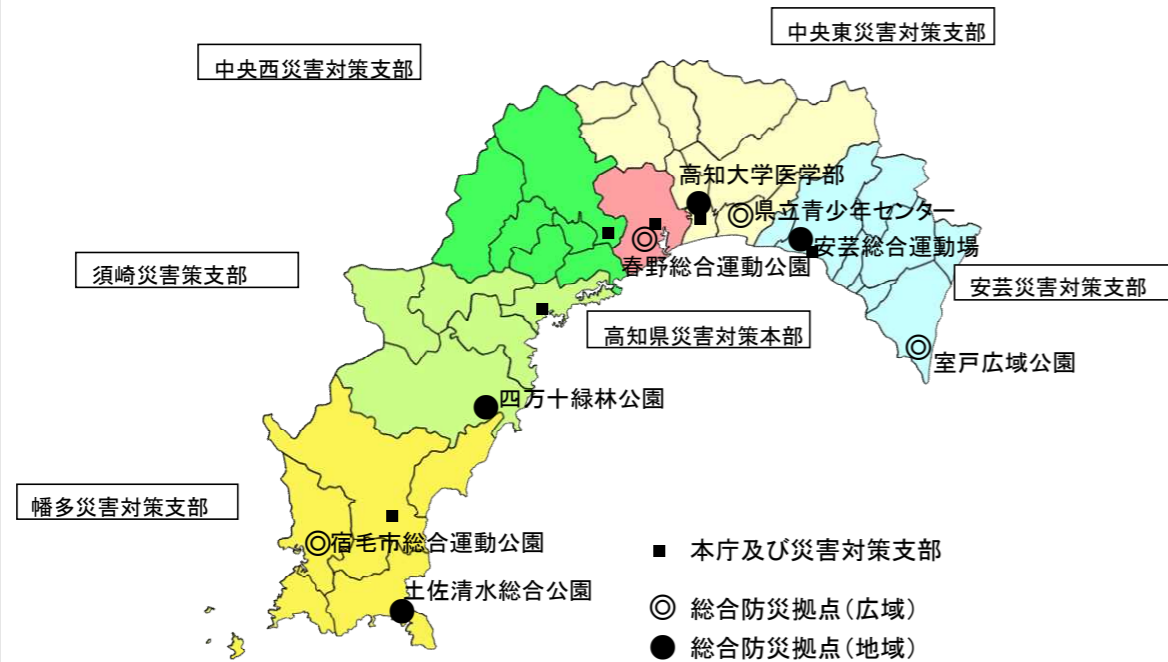 中央東災害対策支部
中央西災害対策支部
高知大学医学部
県立青少年センター
安芸総合運動場
春野総合運動公園
須崎災害策支部
安芸災害対策支部
高知県災害対策本部
室戸広域公園
四万十緑林公園
幡多災害対策支部
宿毛市総合運動公園
土佐清水総合公園
本庁及び災害対策支部
総合防災拠点(広域)
総合防災拠点(地域)